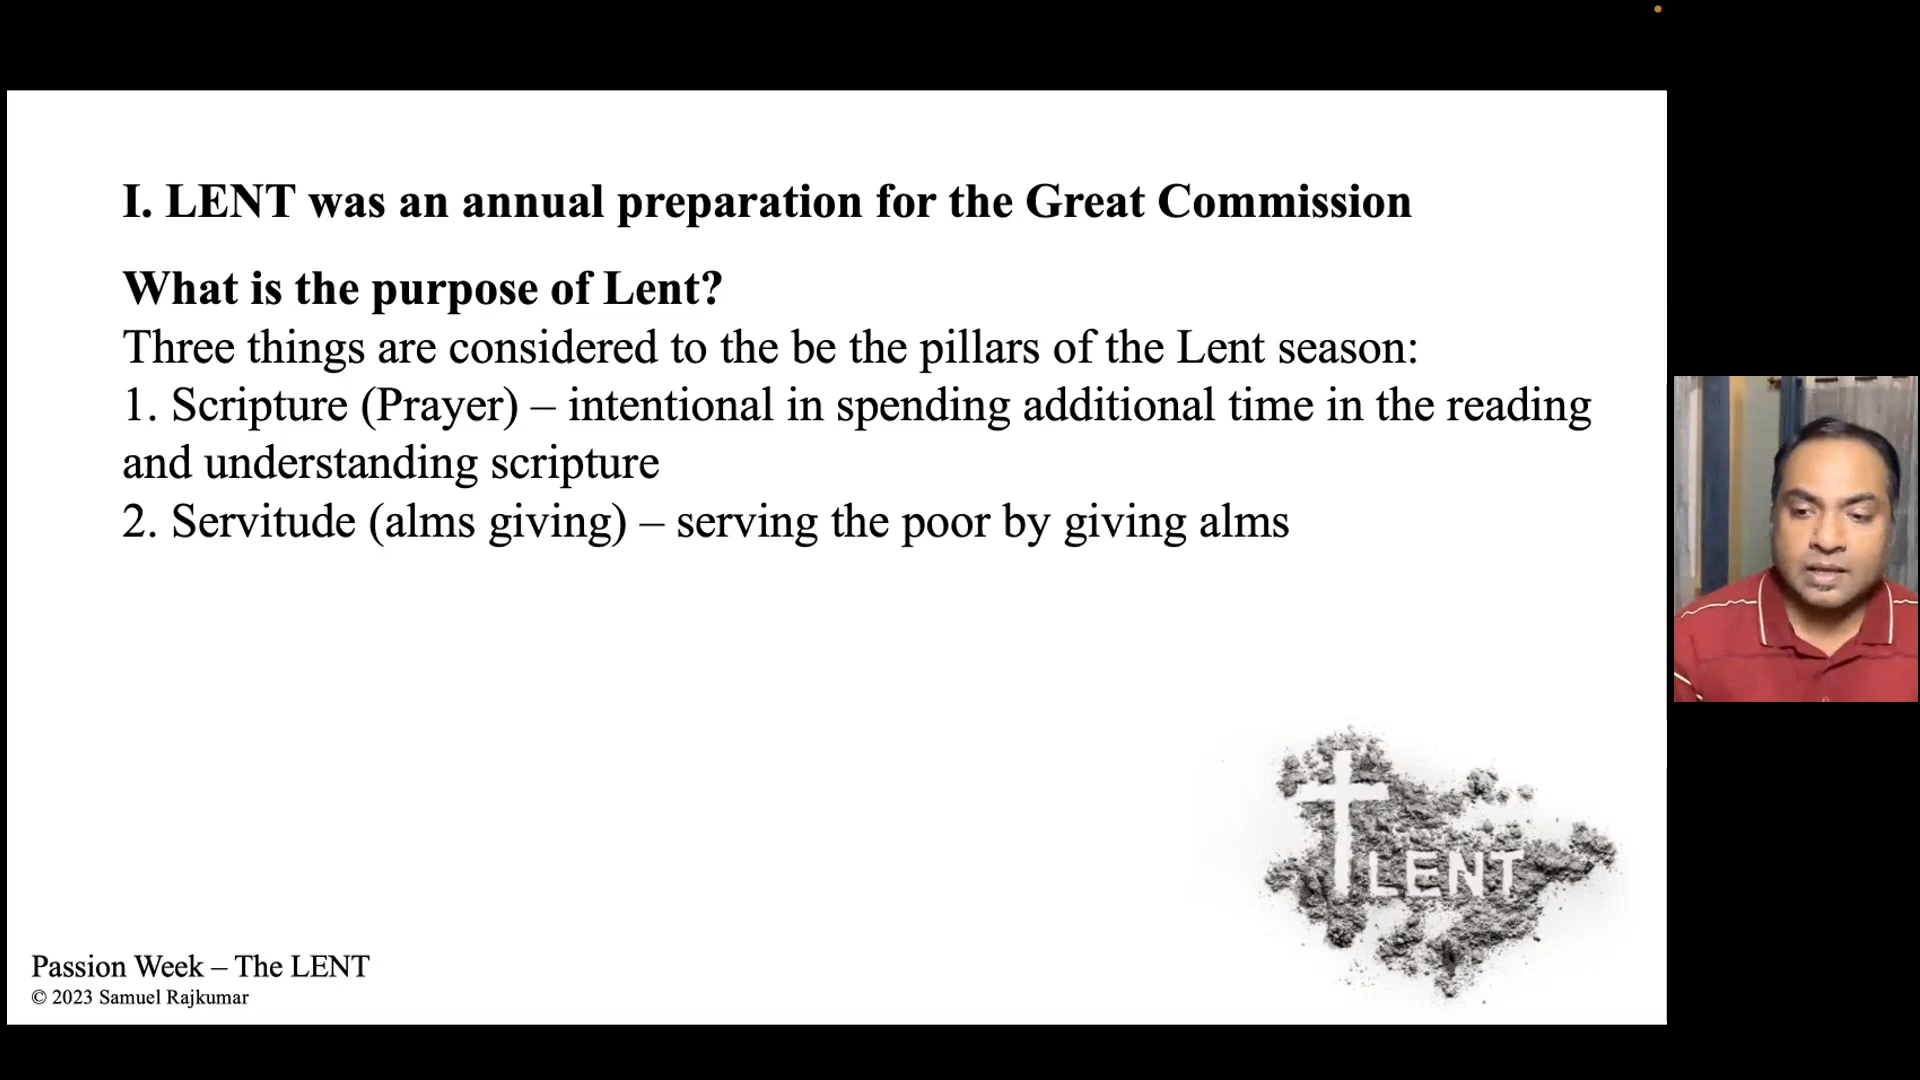 I. LENT was an annual preparation for the Great Commission
What is the purpose of Lent?
Three things are considered to the be the pillars of the Lent season:
1. Scripture (Prayer) – intentional in spending additional time in the reading
and understanding scripture
2. Servitude (alms giving) – serving the poor by giving alms
LENT
Passion Week – The LENT
© 2023 Samuel Rajkumar